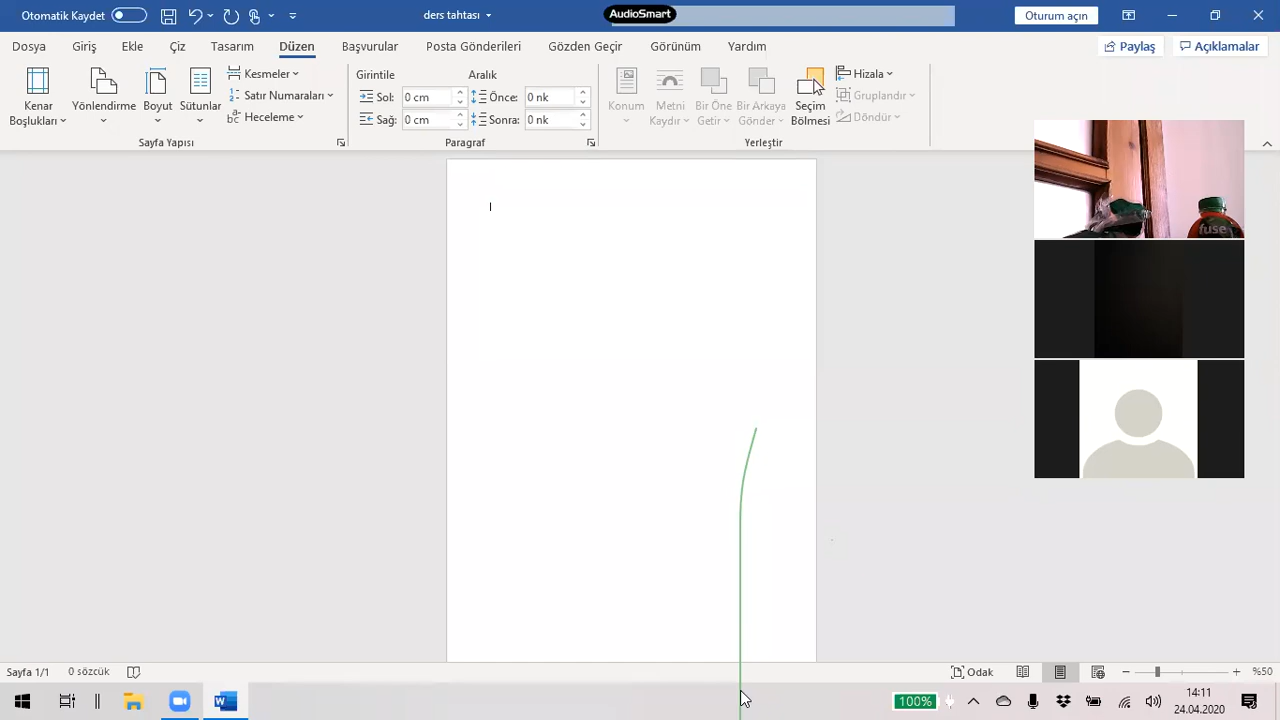 Otomatik Kaydet
ders tahtası
AudioSmart
Oturum açın
Dosya Giriş Ekle Çiz Tasarım Düzen Başvurular Posta Gönderileri Gözden Geçir Görünüm Yardım
Paylaş Açıklamalar
Kenar Boşlukları
Yönlendirme
Boyut
Sütunlar
Kesmeler
Satır Numaraları
Heceleme
Sayfa Yapısı
Girintile Aralık
Sol: 0 cm Önce: 0 nk
Sağ: 0 cm Sonra: 0 nk
Paragraf
Konum
Metni Kaydır
Bir Öne Getir
Bir Arkaya Gönder
Seçim Bölmesi
Hizala
Gruplandır
Döndür
Yerleştir
fuse
Sayfa 1/1 0 sözcük
Odak
%50
100%
14:11
24.04.2020